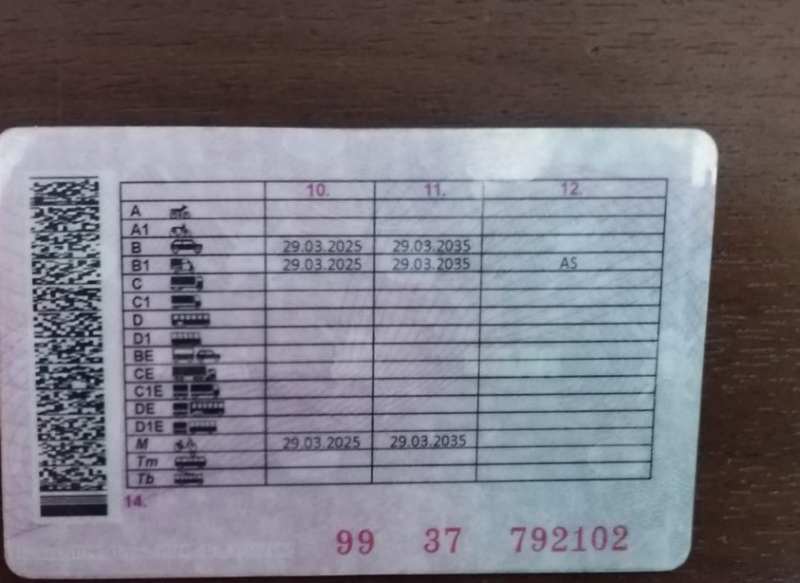 10. 11. 12.
A
A1
B 29.03.2025 29.03.2035
B1 29.03.2025 29.03.2035 AS
C
C1
D
D1
BE
CE
C1E
DE
D1E
M 29.03.2025 29.03.2035
Tm
Tb
14.
99 37 792102